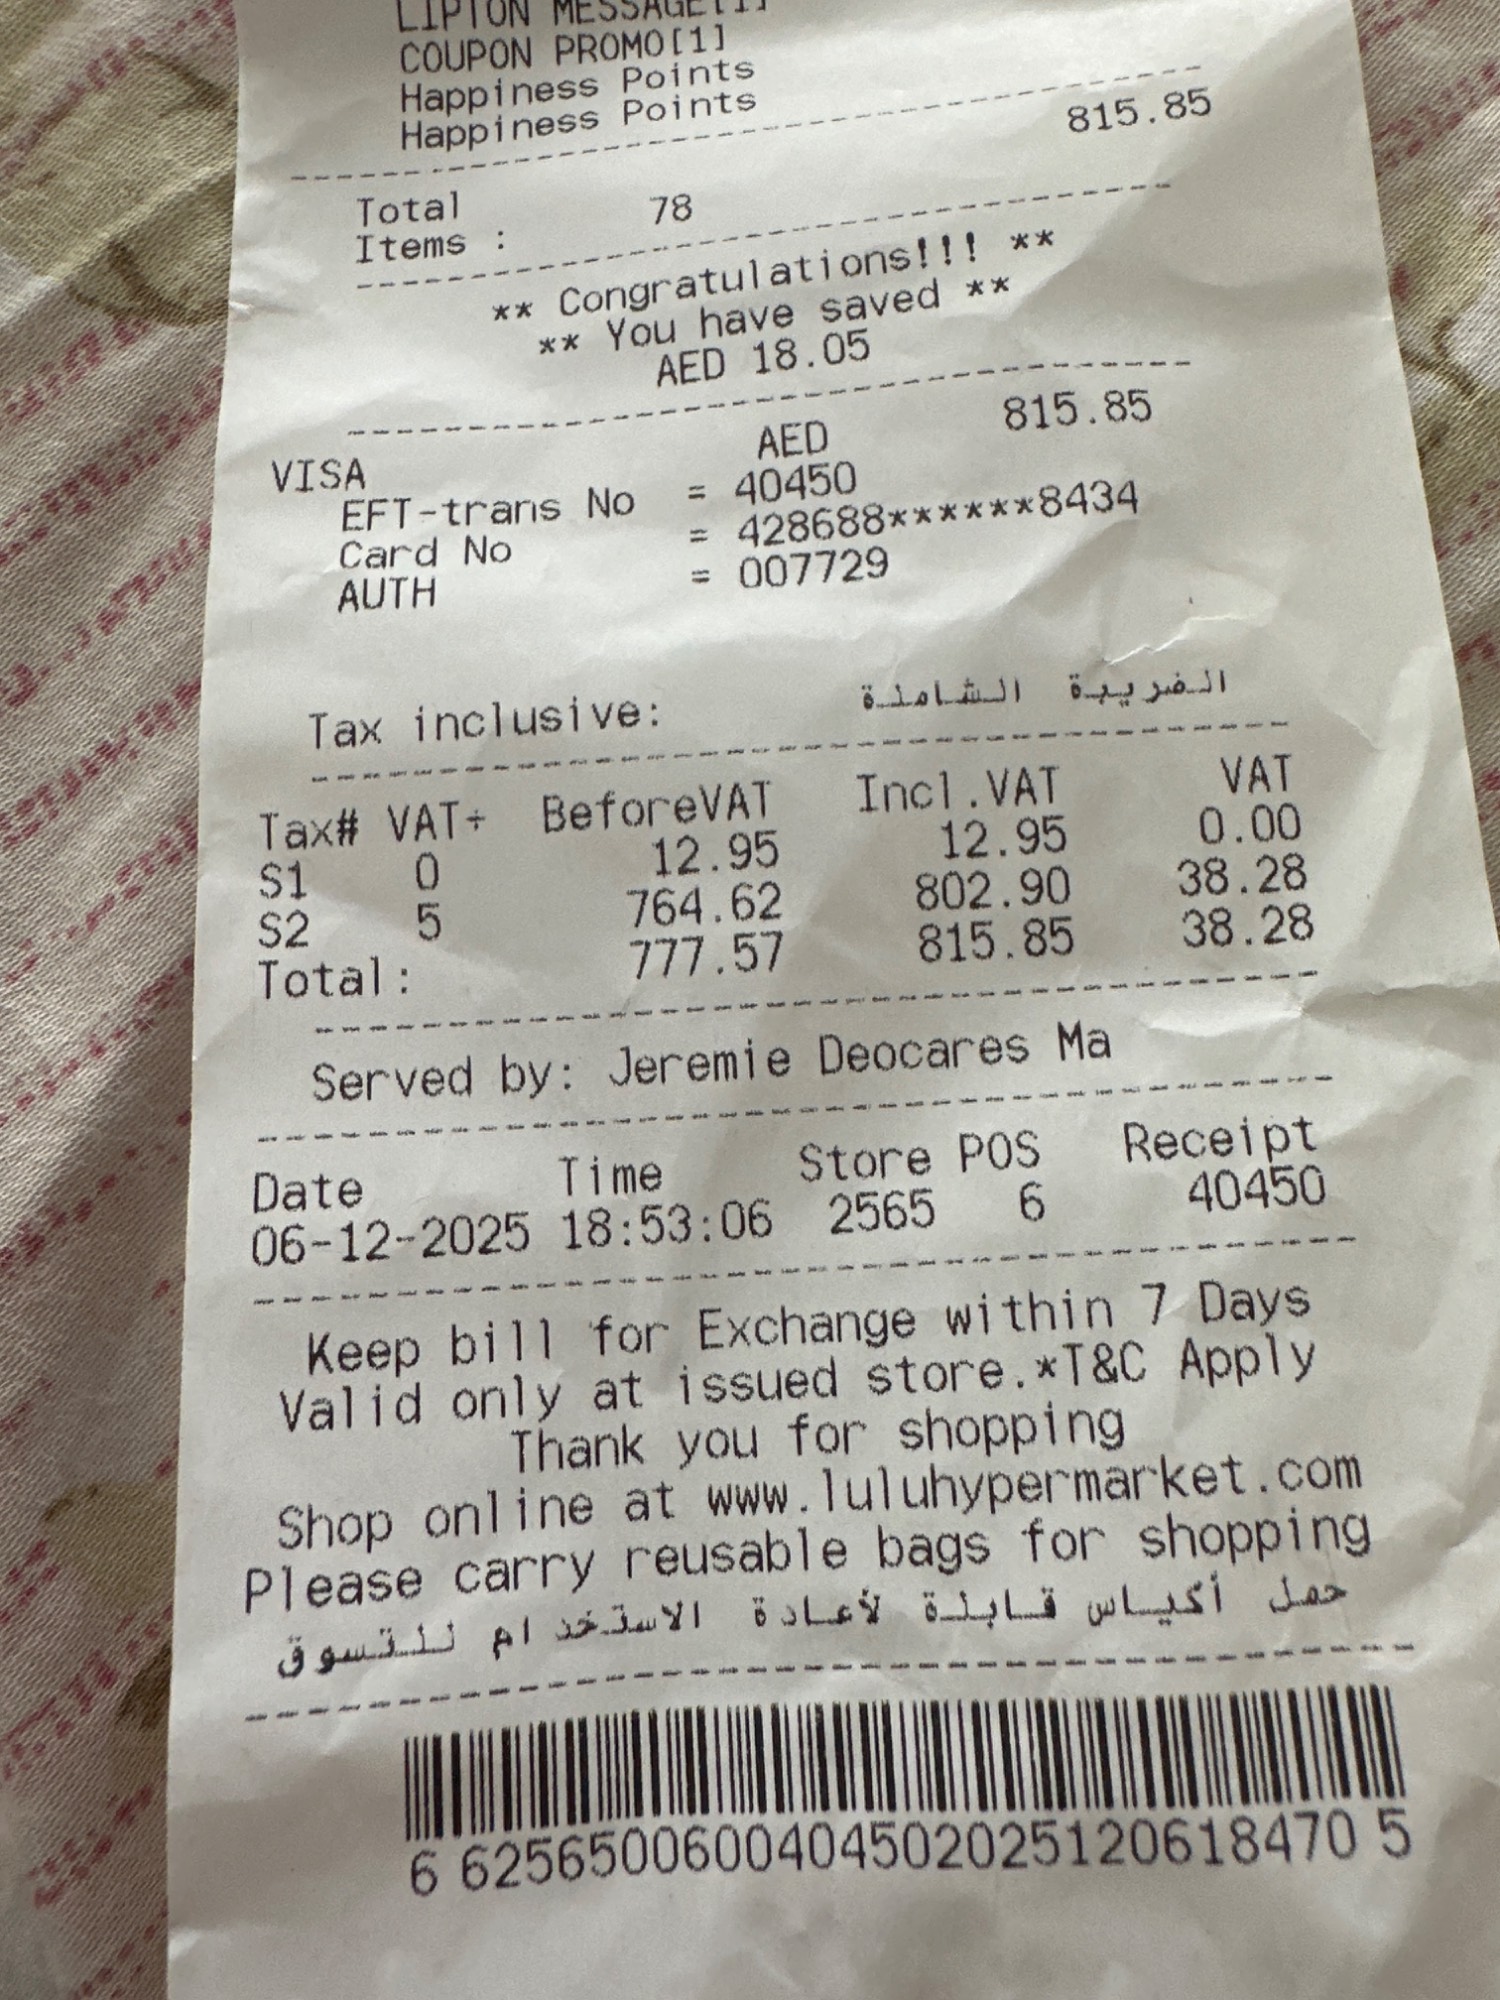 LIPTON MESSAGE[1]
COUPON PROMO[1]
Happiness Points
Happiness Points
815.85
Total
Items : 78
** Congratulations!!! **
** You have saved **
AED 18.05
VISA AED 815.85
EFT-trans No = 40450
Card No = 428688******8434
AUTH = 007729
Tax inclusive: الضريبة الشاملة
Tax# VAT÷ BeforeVAT Incl.VAT VAT
S1 0 12.95 12.95 0.00
S2 5 764.62 802.90 38.28
Total: 777.57 815.85 38.28
Served by: Jeremie Deocares Ma
Date Time Store POS Receipt
06-12-2025 18:53:06 2565 6 40450
Keep bill for Exchange within 7 Days
Valid only at issued store.*T&C Apply
Thank you for shopping
Shop online at www.luluhypermarket.com
Please carry reusable bags for shopping
حمل أكياس قابلة لأعادة الاستخدام للتسوق
6 62565006004045020251206184705